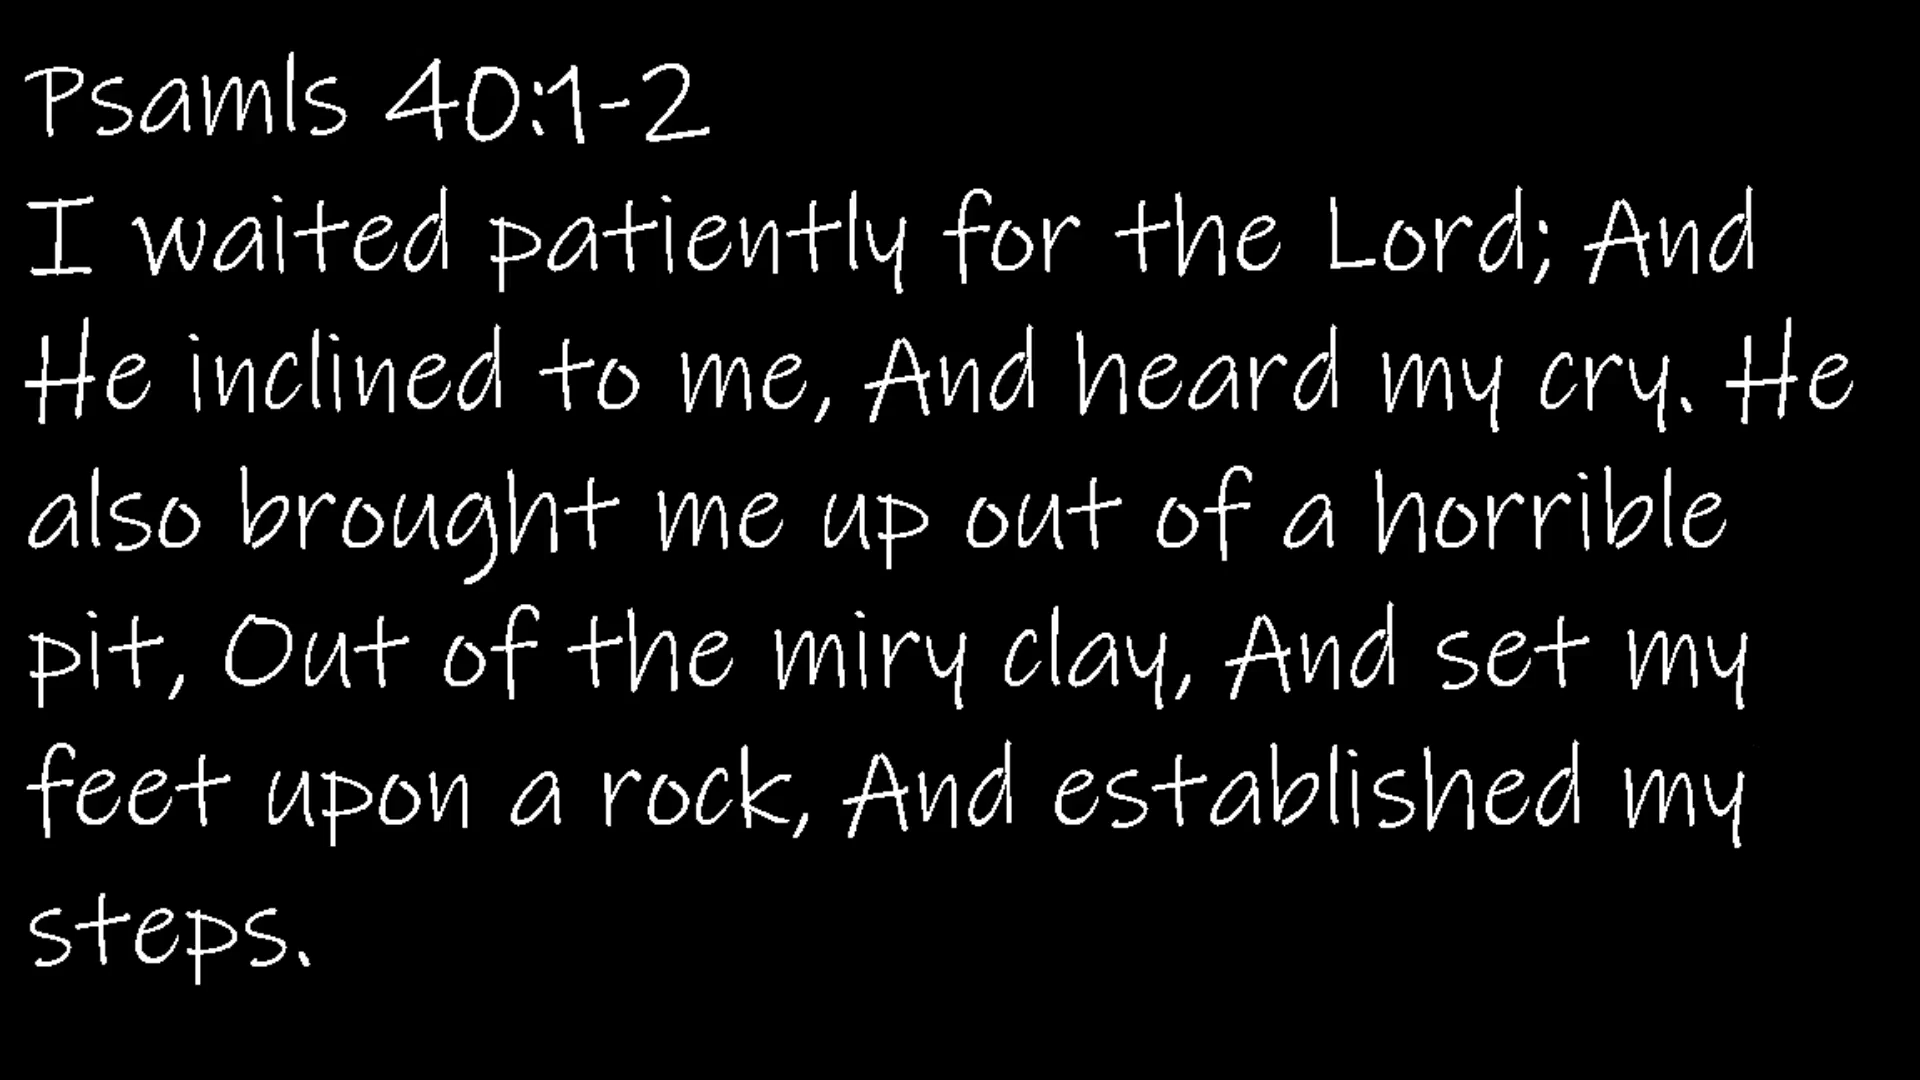 Psamls 40:1-2
I waited patiently for the Lord; And
He inclined to me, And heard my cry. He
also brought me up out of a horrible
pit, Out of the miry clay, And set my
feet upon a rock, And established my
steps.